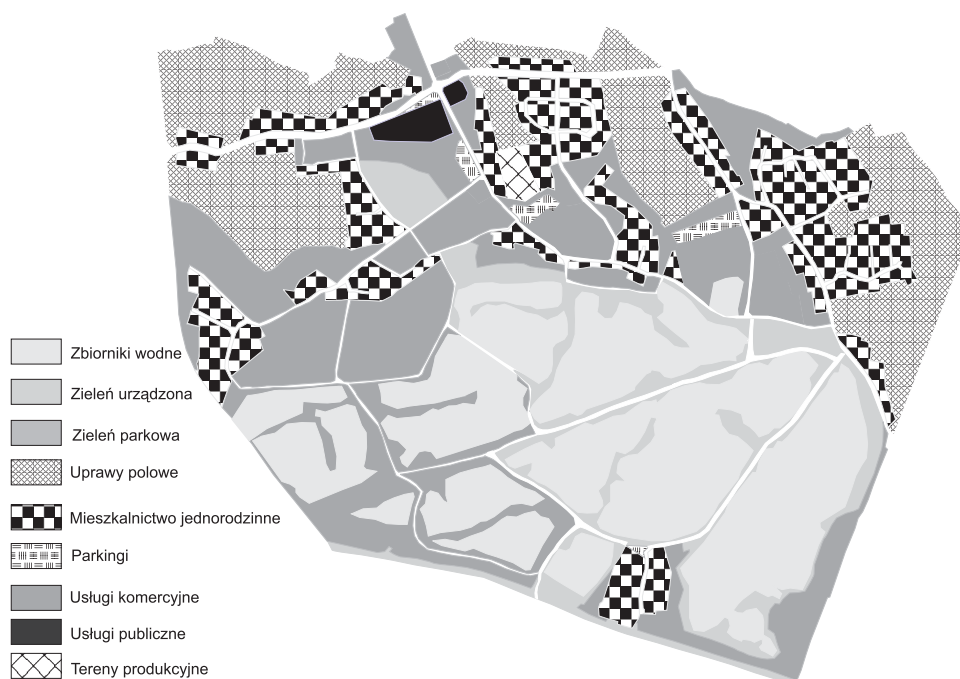 Zbiorniki wodne
Zieleń urządzona
Zieleń parkowa
Uprawy polowe
Mieszkalnictwo jednorodzinne
Parkingi
Usługi komercyjne
Usługi publiczne
Tereny produkcyjne